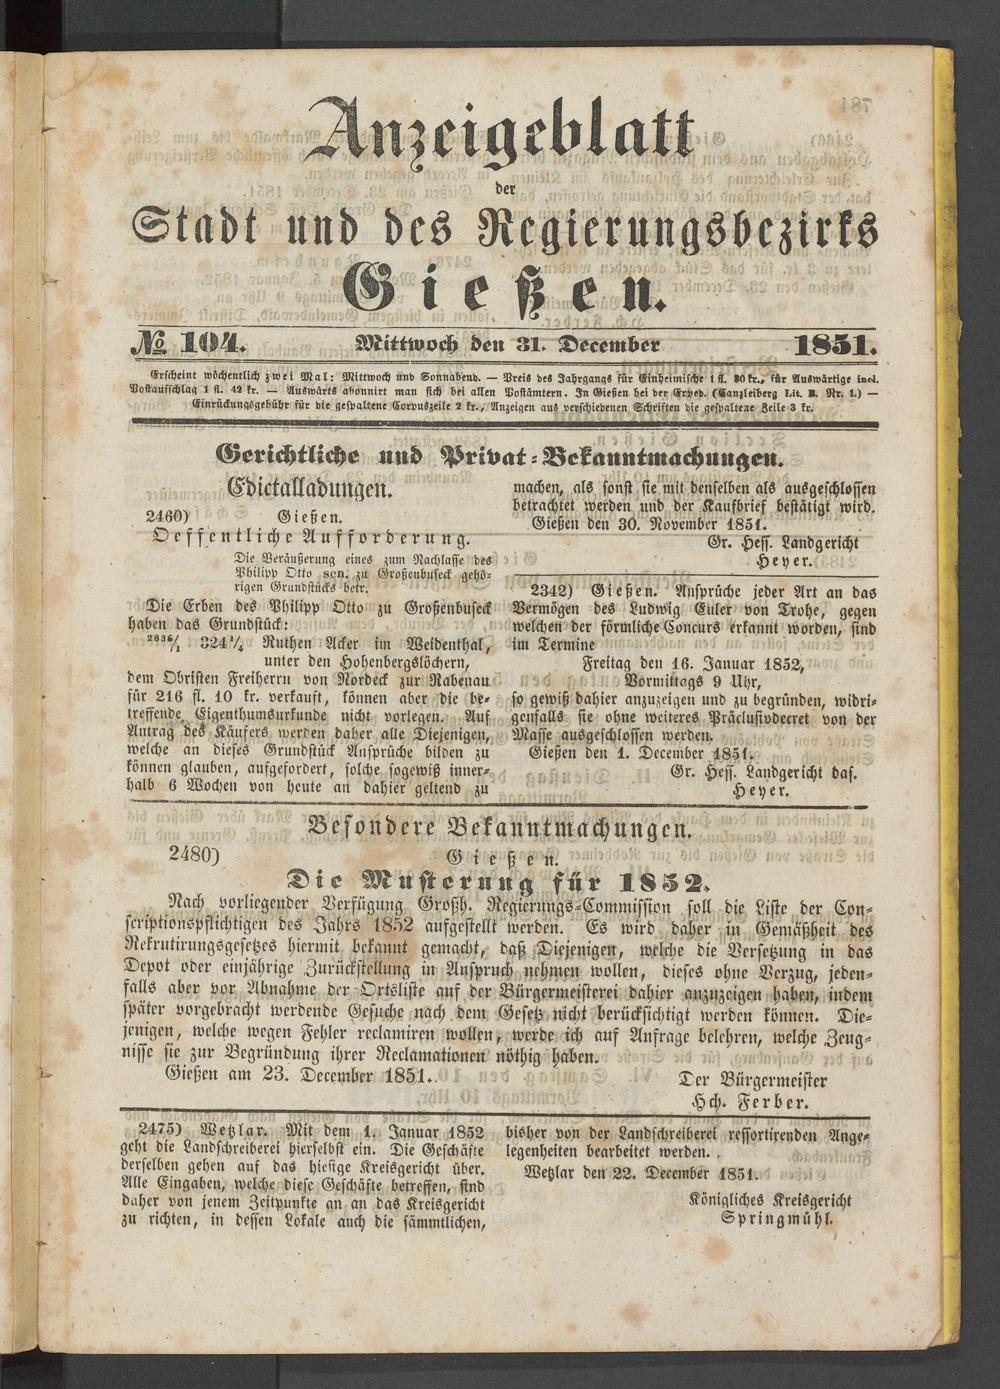 Anzeigeblatt
der
Stadt und des Regierungsbezirks
Gießen.
№ 104. Mittwoch den 31. December 1851.
Erscheint wöchentlich zwei Mal: Mittwoch und Sonnabend. — Preis des Jahrgangs für Einheimische 1 fl. 30 kr., für Auswärtige incl.
Postaufschlag 1 fl. 42 kr. — Auswärts abonnirt man sich bei allen Postämtern. In Gießen bei der Exped. (Canzleiberg Lit. B. Nr. 1.) —
Einrückungsgebühr für die gespaltene Corpuszeile 2 kr., Anzeigen aus verschiedenen Schriften die gespaltene Zeile 3 kr.
Gerichtliche und Privat-Bekanntmachungen.
Edictalladungen.
2460) Gießen.
Oeffentliche Aufforderung.
Die Veräußerung eines zum Nachlasse des
Philipp Otto sen. zu Großenbuseck gehö-
rigen Grundstücks betr.
Die Erben des Philipp Otto zu Großenbuseck
haben das Grundstück:
2836/1 324 1/4 Ruthen Acker im Weidenthal,
unter den Hohenbergslöchern,
dem Obristen Freiherrn von Nordeck zur Rabenau
für 216 fl. 10 kr. verkauft, können aber die be-
treffende Eigenthumsurkunde nicht vorlegen. Auf
Antrag des Käufers werden daher alle Diejenigen,
welche an dieses Grundstück Ansprüche bilden zu
können glauben, aufgefordert, solche sogewiß inner-
halb 6 Wochen von heute an dahier geltend zu
machen, als sonst sie mit denselben als ausgeschlossen
betrachtet werden und der Kaufbrief bestätigt wird.
Gießen den 30. November 1851.
Gr. Hess. Landgericht
Heyer.
2342) Gießen. Ansprüche jeder Art an das
Vermögen des Ludwig Euler von Trohe, gegen
welchen der förmliche Concurs erkannt worden, sind
im Termine
Freitag den 16. Januar 1852,
Vormittags 9 Uhr,
so gewiß dahier anzuzeigen und zu begründen, widri-
genfalls sie ohne weiteres Präclusivdecret von der
Masse ausgeschlossen werden.
Gießen den 1. December 1851.
Gr. Hess. Landgericht das.
Heyer.
Besondere Bekanntmachungen.
2480) Gießen.
Die Musterung für 1852.
Nach vorliegender Verfügung Großh. Regierungs-Commission soll die Liste der Con-
scriptionspflichtigen des Jahrs 1852 aufgestellt werden. Es wird daher in Gemäßheit des
Rekrutirungsgesetzes hiermit bekannt gemacht, daß Diejenigen, welche die Versetzung in das
Depot oder einjährige Zurückstellung in Anspruch nehmen wollen, dieses ohne Verzug, jeden-
falls aber vor Abnahme der Ortsliste auf der Bürgermeisterei dahier anzuzeigen haben, indem
später vorgebracht werdende Gesuche nach dem Gesetz nicht berücksichtigt werden können. Die-
jenigen, welche wegen Fehler reclamiren wollen, werde ich auf Anfrage belehren, welche Zeug-
nisse sie zur Begründung ihrer Reclamationen nöthig haben.
Gießen am 23. December 1851.
Der Bürgermeister
Hch. Ferber.
2475) Wetzlar. Mit dem 1. Januar 1852
geht die Landschreiberei hierselbst ein. Die Geschäfte
derselben gehen auf das hiesige Kreisgericht über.
Alle Eingaben, welche diese Geschäfte betreffen, sind
daher von jenem Zeitpunkte an an das Kreisgericht
zu richten, in dessen Lokale auch die sämmtlichen,
bisher von der Landschreiberei ressortirenden Ange-
legenheiten bearbeitet werden.
Wetzlar den 22. December 1851.
Königliches Kreisgericht
Springmühl.